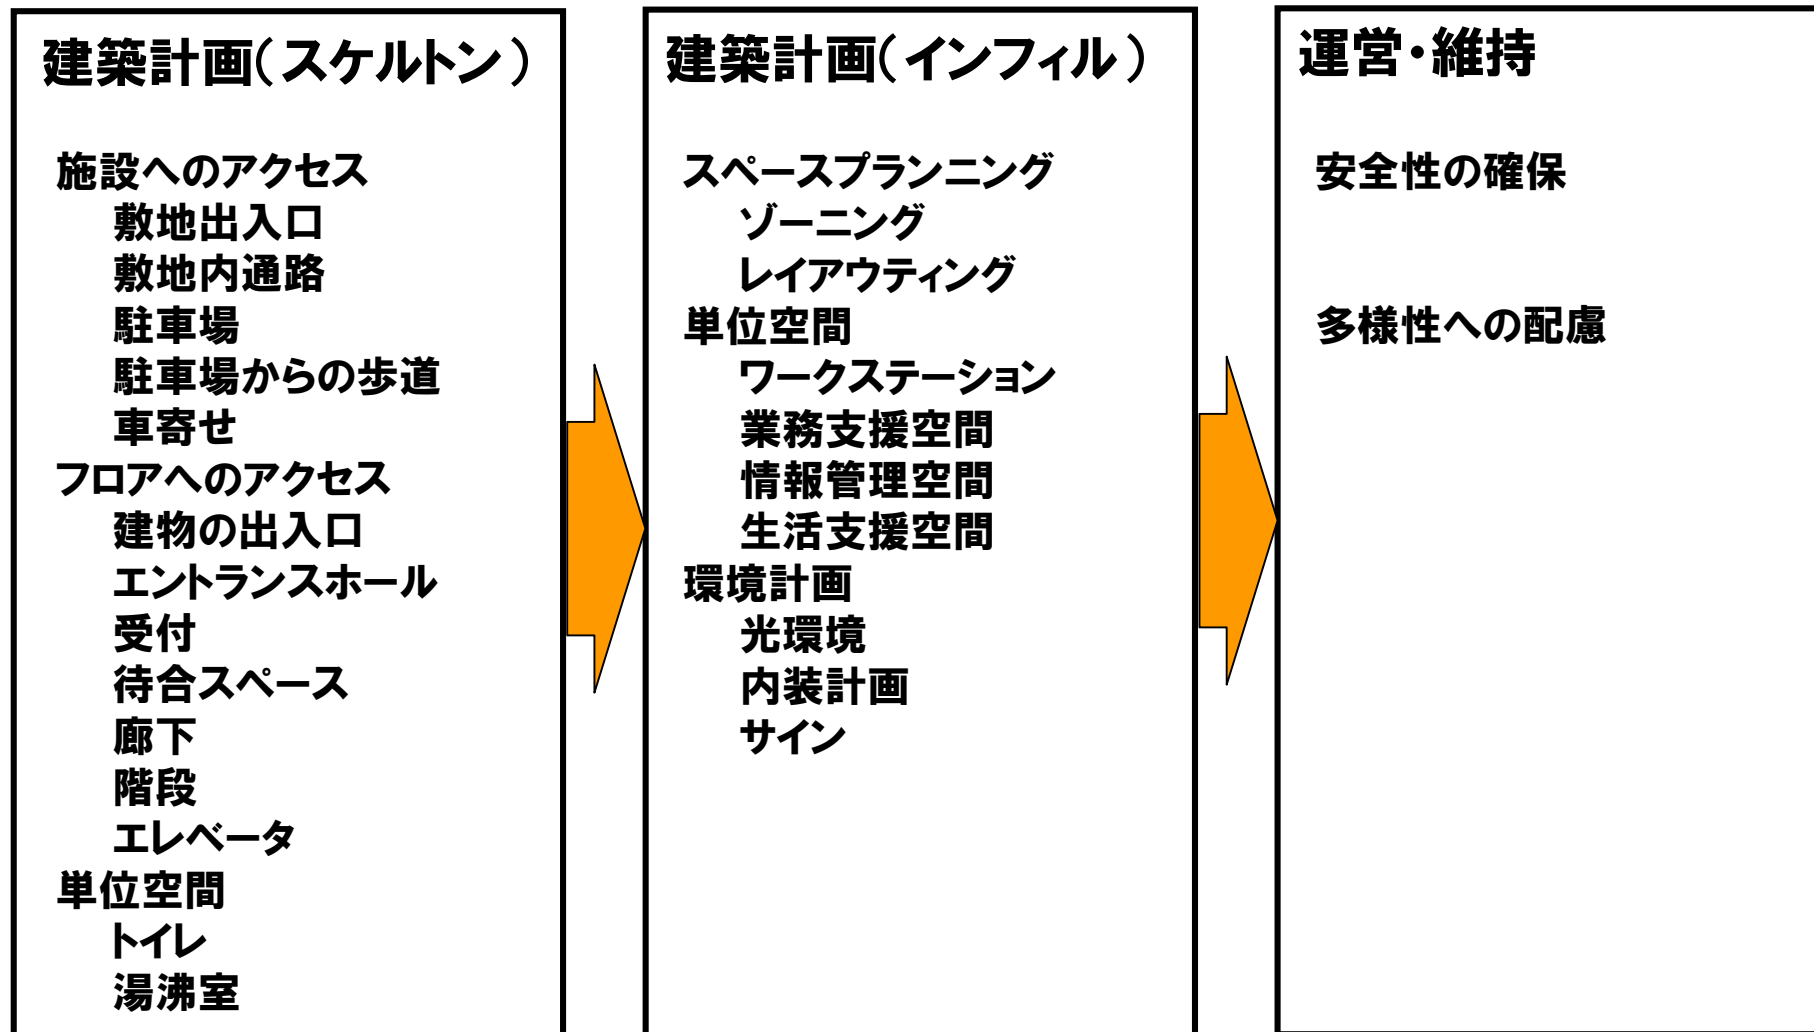 建築計画(スケルトン)
施設へのアクセス
敷地出入口
敷地内通路
駐車場
駐車場からの歩道
車寄せ
フロアへのアクセス
建物の出入口
エントランスホール
受付
待合スペース
廊下
階段
エレベータ
単位空間
トイレ
湯沸室
建築計画(インフィル)
スペースプランニング
ゾーニング
レイアウティング
単位空間
ワークステーション
業務支援空間
情報管理空間
生活支援空間
環境計画
光環境
内装計画
サイン
運営・維持
安全性の確保
多様性への配慮